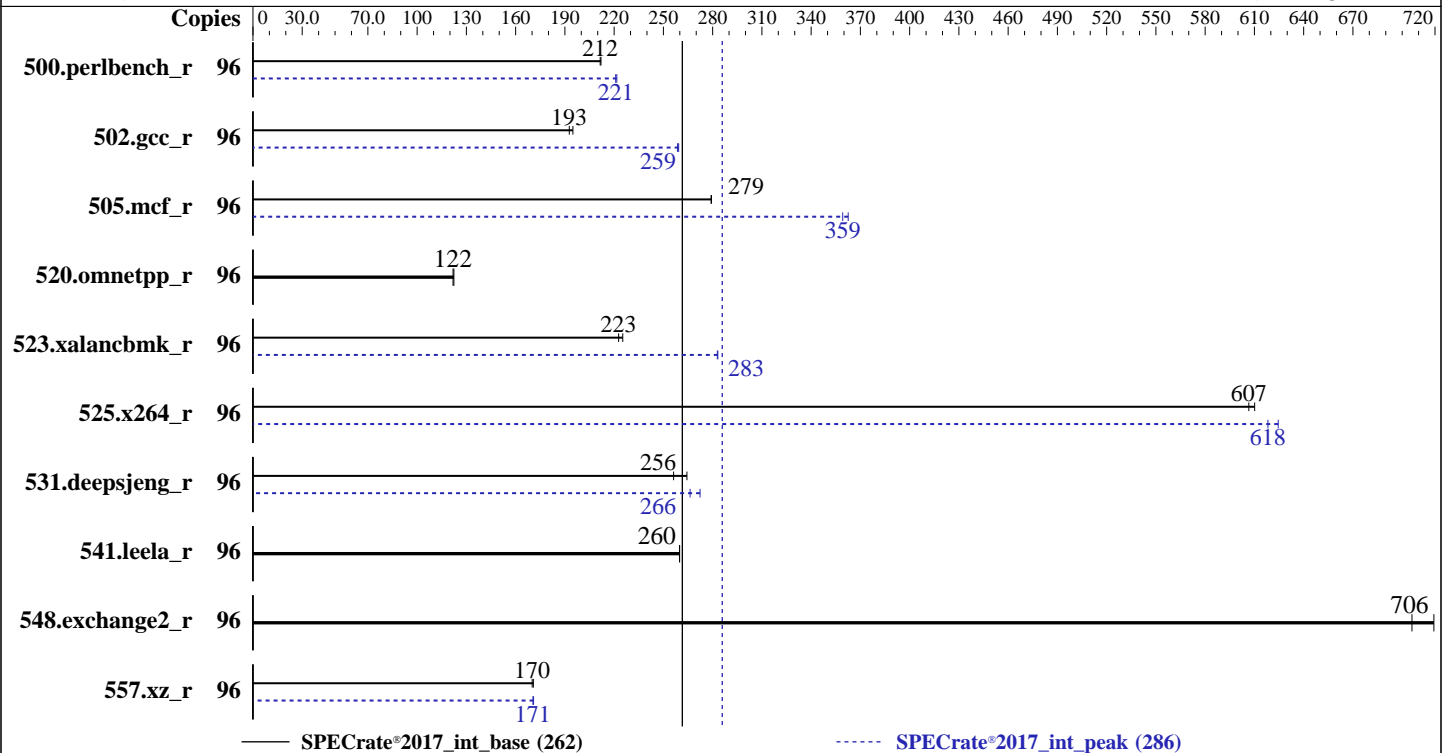 Copies 0 30.0 70.0 100 130 160 190 220 250 280 310 340 370 400 430 460 490 520 550 580 610 640 670 720
212
500.perlbench_r 96
221
193
502.gcc_r 96
259
279
505.mcf_r 96
359
122
520.omnetpp_r 96
223
523.xalancbmk_r 96
283
607
525.x264_r 96
618
256
531.deepsjeng_r 96
266
260
541.leela_r 96
706
548.exchange2_r 96
170
557.xz_r 96
171
SPECrate®2017_int_base (262) SPECrate®2017_int_peak (286)